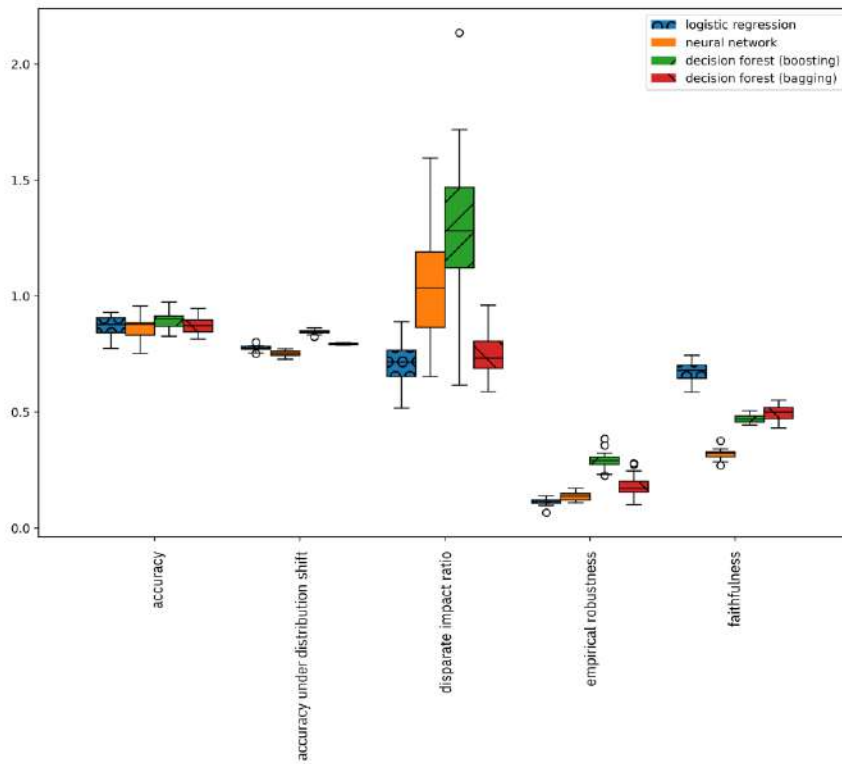 logistic regression
neural network
decision forest (boosting)
decision forest (bagging)
2.0
1.5
1.0
0.5
0.0
accuracy
accuracy under distribution shift
disparate impact ratio
empirical robustness
faithfulness